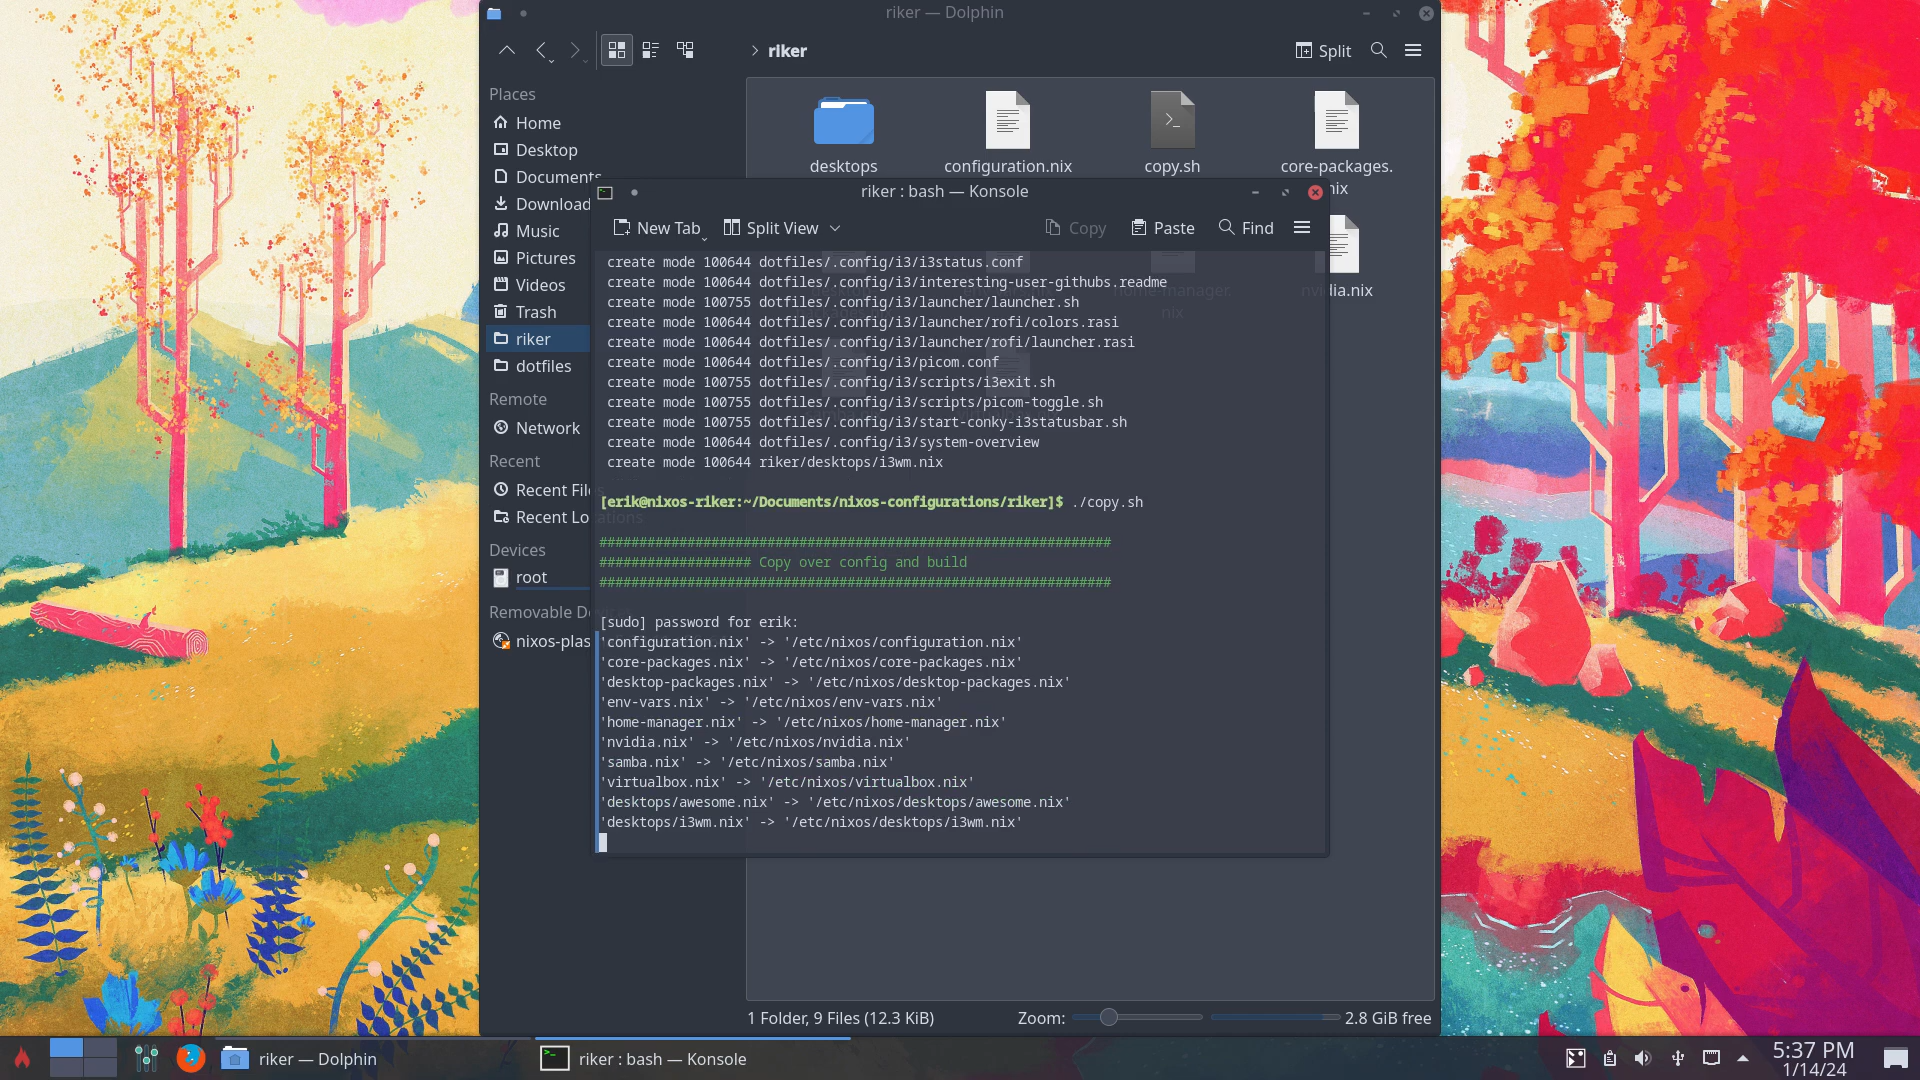 riker — Dolphin
riker
Split
Places
Home
Desktop
Documents
Download
Music
Pictures
Videos
Trash
riker
dotfiles
Remote
Network
Recent
Recent File
Recent Locations
Devices
root
Removable De
nixos-plas
desktops
configuration.nix
copy.sh
core-packages.
nix
nvidia.nix
home-manager.
nix
riker : bash — Konsole
New Tab
Split View
Copy
Paste
Find
create mode 100644 dotfiles/.config/i3/i3status.conf
create mode 100644 dotfiles/.config/i3/interesting-user-githubs.readme
create mode 100755 dotfiles/.config/i3/launcher/launcher.sh
create mode 100644 dotfiles/.config/i3/launcher/rofi/colors.rasi
create mode 100644 dotfiles/.config/i3/launcher/rofi/launcher.rasi
create mode 100644 dotfiles/.config/i3/picom.conf
create mode 100755 dotfiles/.config/i3/scripts/i3exit.sh
create mode 100755 dotfiles/.config/i3/scripts/picom-toggle.sh
create mode 100755 dotfiles/.config/i3/start-conky-i3statusbar.sh
create mode 100644 dotfiles/.config/i3/system-overview
create mode 100644 riker/desktops/i3wm.nix
[erik@nixos-riker:~/Documents/nixos-configurations/riker]$ ./copy.sh
################################################################
################### Copy over config and build
################################################################
[sudo] password for erik:
'configuration.nix' -> '/etc/nixos/configuration.nix'
'core-packages.nix' -> '/etc/nixos/core-packages.nix'
'desktop-packages.nix' -> '/etc/nixos/desktop-packages.nix'
'env-vars.nix' -> '/etc/nixos/env-vars.nix'
'home-manager.nix' -> '/etc/nixos/home-manager.nix'
'nvidia.nix' -> '/etc/nixos/nvidia.nix'
'samba.nix' -> '/etc/nixos/samba.nix'
'virtualbox.nix' -> '/etc/nixos/virtualbox.nix'
'desktops/awesome.nix' -> '/etc/nixos/desktops/awesome.nix'
'desktops/i3wm.nix' -> '/etc/nixos/desktops/i3wm.nix'
1 Folder, 9 Files (12.3 KiB)
Zoom:
2.8 GiB free
riker — Dolphin
riker : bash — Konsole
5:37 PM
1/14/24